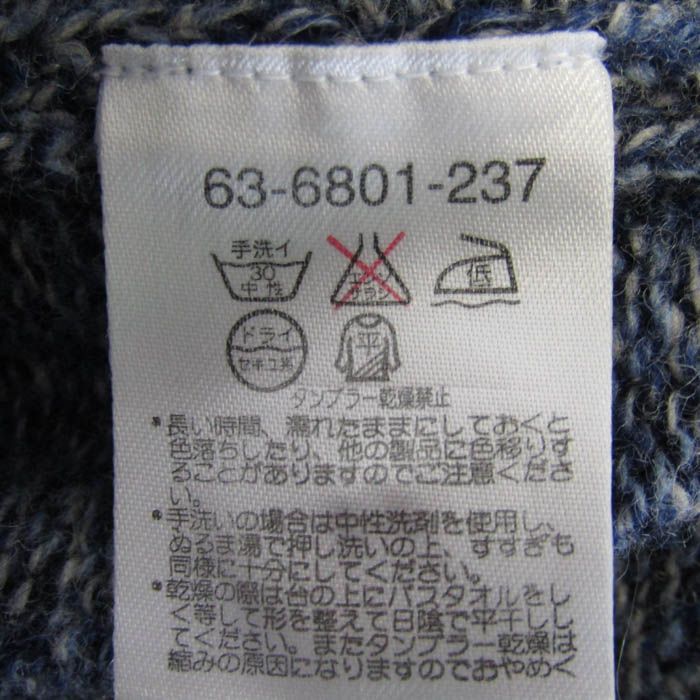 63-6801-237
手洗イ
30
中性
エンソ
サラシ
低
ドライ
セキユ系
平
タンブラー乾燥禁止
*長い時間、濡れたままにしておくと
色落ちしたり、他の製品に色移りす
ることがありますのでご注意くださ
い。
*手洗いの場合は中性洗剤を使用し、
ぬるま湯で押し洗いの上、すすぎも
同様に十分にしてください。
*乾燥の際は台の上にバスタオルをし
く等して形を整えて日陰で平干しし
てください。またタンブラー乾燥は
縮みの原因になりますのでおやめく